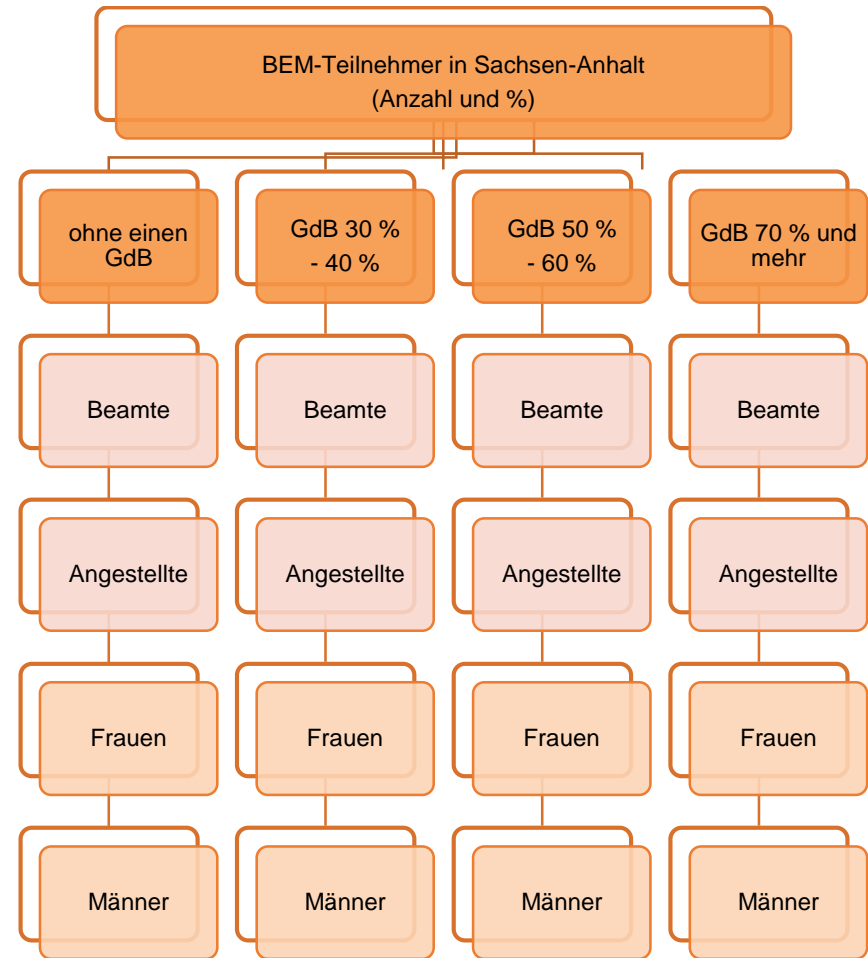 BEM-Teilnehmer in Sachsen-Anhalt
(Anzahl und %)
ohne einen
GdB
GdB 30 %
- 40 %
GdB 50 %
- 60 %
GdB 70 % und
mehr
Beamte
Beamte
Beamte
Beamte
Angestellte
Angestellte
Angestellte
Angestellte
Frauen
Frauen
Frauen
Frauen
Männer
Männer
Männer
Männer